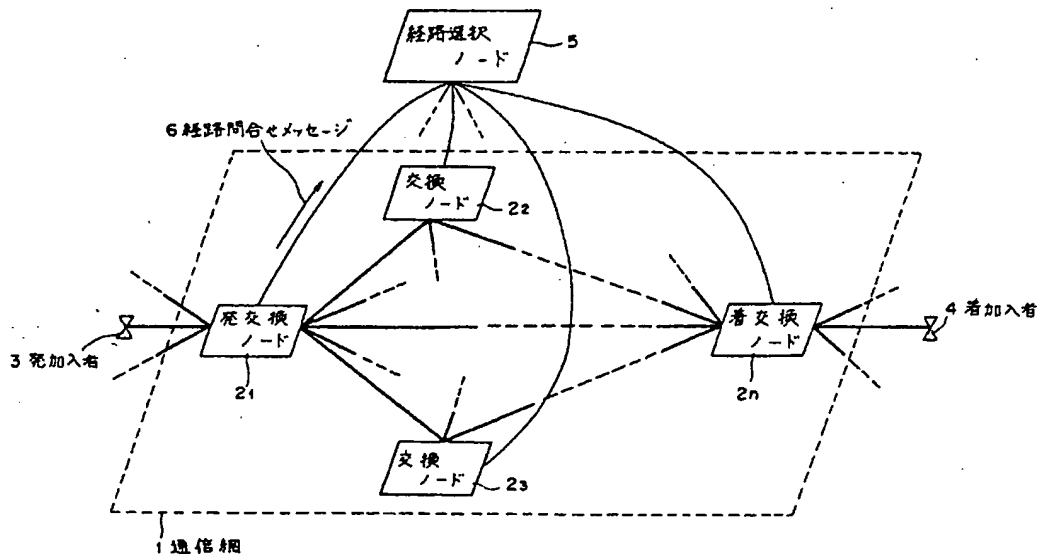 経路選択
ノード
5
6 経路問合せメッセージ
交換
ノード
22
発交換
ノード
21
3 発加入者
着交換
ノード
2n
4 着加入者
交換
ノード
23
1 通信網